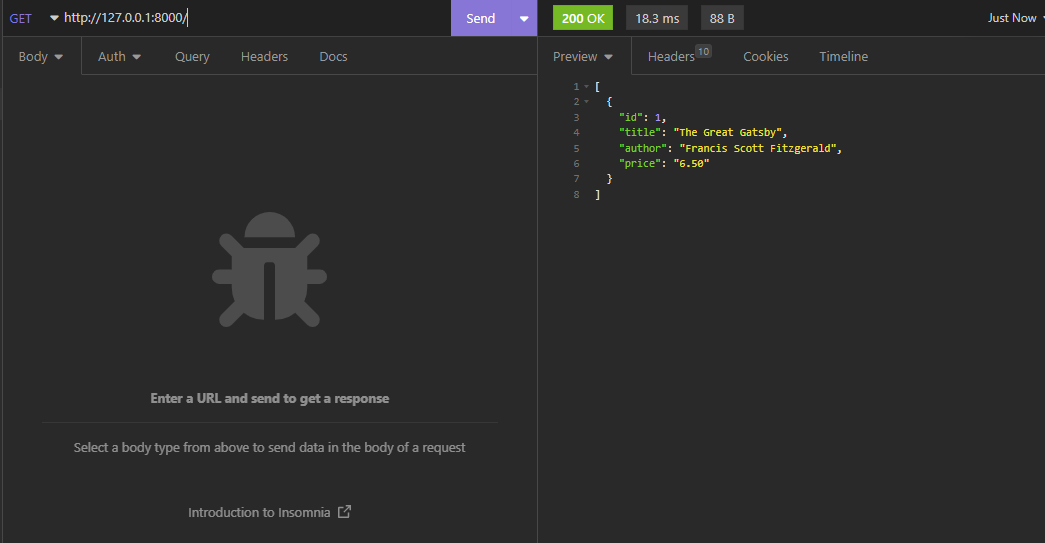 GET http://127.0.0.1:8000/ Send 200 OK 18.3 ms 88 B Just Now
Body Auth Query Headers Docs Preview Headers 10 Cookies Timeline
1 [
2 {
3 "id": 1,
4 "title": "The Great Gatsby",
5 "author": "Francis Scott Fitzgerald",
6 "price": "6.50"
7 }
8 ]
Enter a URL and send to get a response
Select a body type from above to send data in the body of a request
Introduction to Insomnia